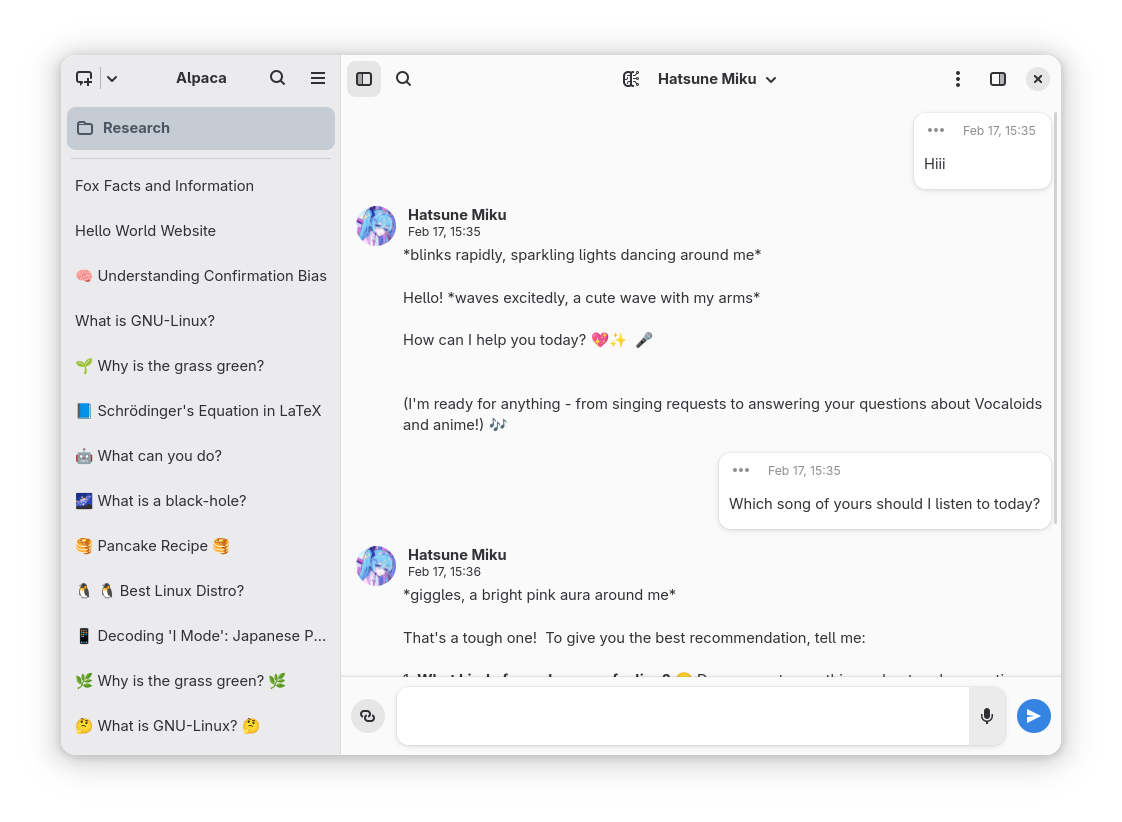 Alpaca
Research
Fox Facts and Information
Hello World Website
🧠 Understanding Confirmation Bias
What is GNU-Linux?
🌱 Why is the grass green?
📘 Schrödinger's Equation in LaTeX
🤖 What can you do?
🌌 What is a black-hole?
🥞 Pancake Recipe 🥞
🐧 🐧 Best Linux Distro?
📱 Decoding 'I Mode': Japanese P...
🌿 Why is the grass green? 🌿
🤔 What is GNU-Linux? 🤔
Hatsune Miku
Feb 17, 15:35
Hiii
Hatsune Miku
Feb 17, 15:35
*blinks rapidly, sparkling lights dancing around me*
Hello! *waves excitedly, a cute wave with my arms*
How can I help you today? 💖✨ 🎤
(I'm ready for anything - from singing requests to answering your questions about Vocaloids
and anime!) 🎶
Feb 17, 15:35
Which song of yours should I listen to today?
Hatsune Miku
Feb 17, 15:36
*giggles, a bright pink aura around me*
That's a tough one!  To give you the best recommendation, tell me: